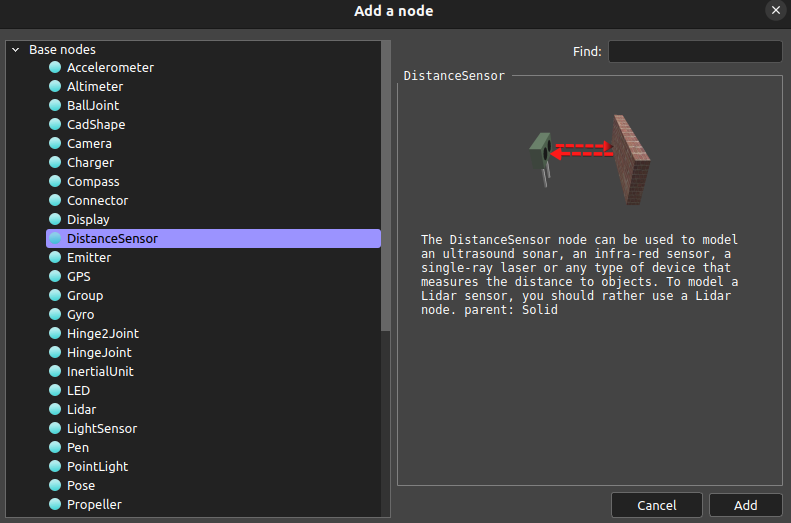 Add a node
Base nodes
Accelerometer
Altimeter
BallJoint
CadShape
Camera
Charger
Compass
Connector
Display
DistanceSensor
Emitter
GPS
Group
Gyro
Hinge2Joint
HingeJoint
InertialUnit
LED
Lidar
LightSensor
Pen
PointLight
Pose
Propeller
Find:
DistanceSensor
The DistanceSensor node can be used to model
an ultrasound sonar, an infra-red sensor, a
single-ray laser or any type of device that
measures the distance to objects. To model a
Lidar sensor, you should rather use a Lidar
node. parent: Solid
Cancel
Add